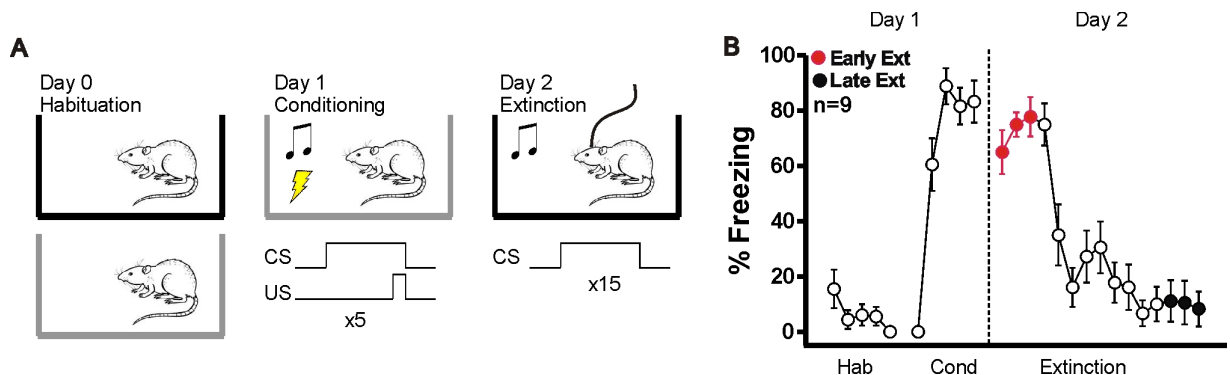 A
Day 0
Habituation
Day 1
Conditioning
Day 2
Extinction
CS
US
x5
CS
x15
B
Day 1
Day 2
Early Ext
Late Ext
n=9
% Freezing
100
80
60
40
20
0
Hab
Cond
Extinction